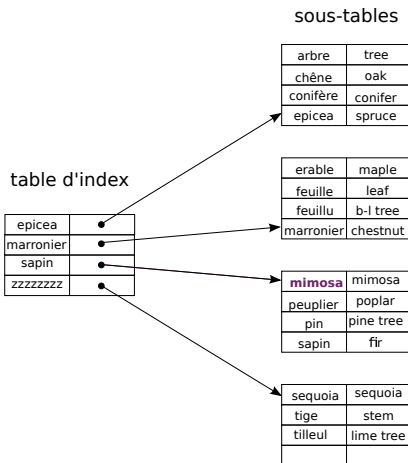 sous-tables
arbre tree
chêne oak
conifère conifer
epicea spruce
erable maple
feuille leaf
feuillu b-l tree
marronier chestnut
mimosa mimosa
peuplier poplar
pin pine tree
sapin fir
sequoia sequoia
tige stem
tilleul lime tree
table d'index
epicea
marronier
sapin
zzzzzzzz